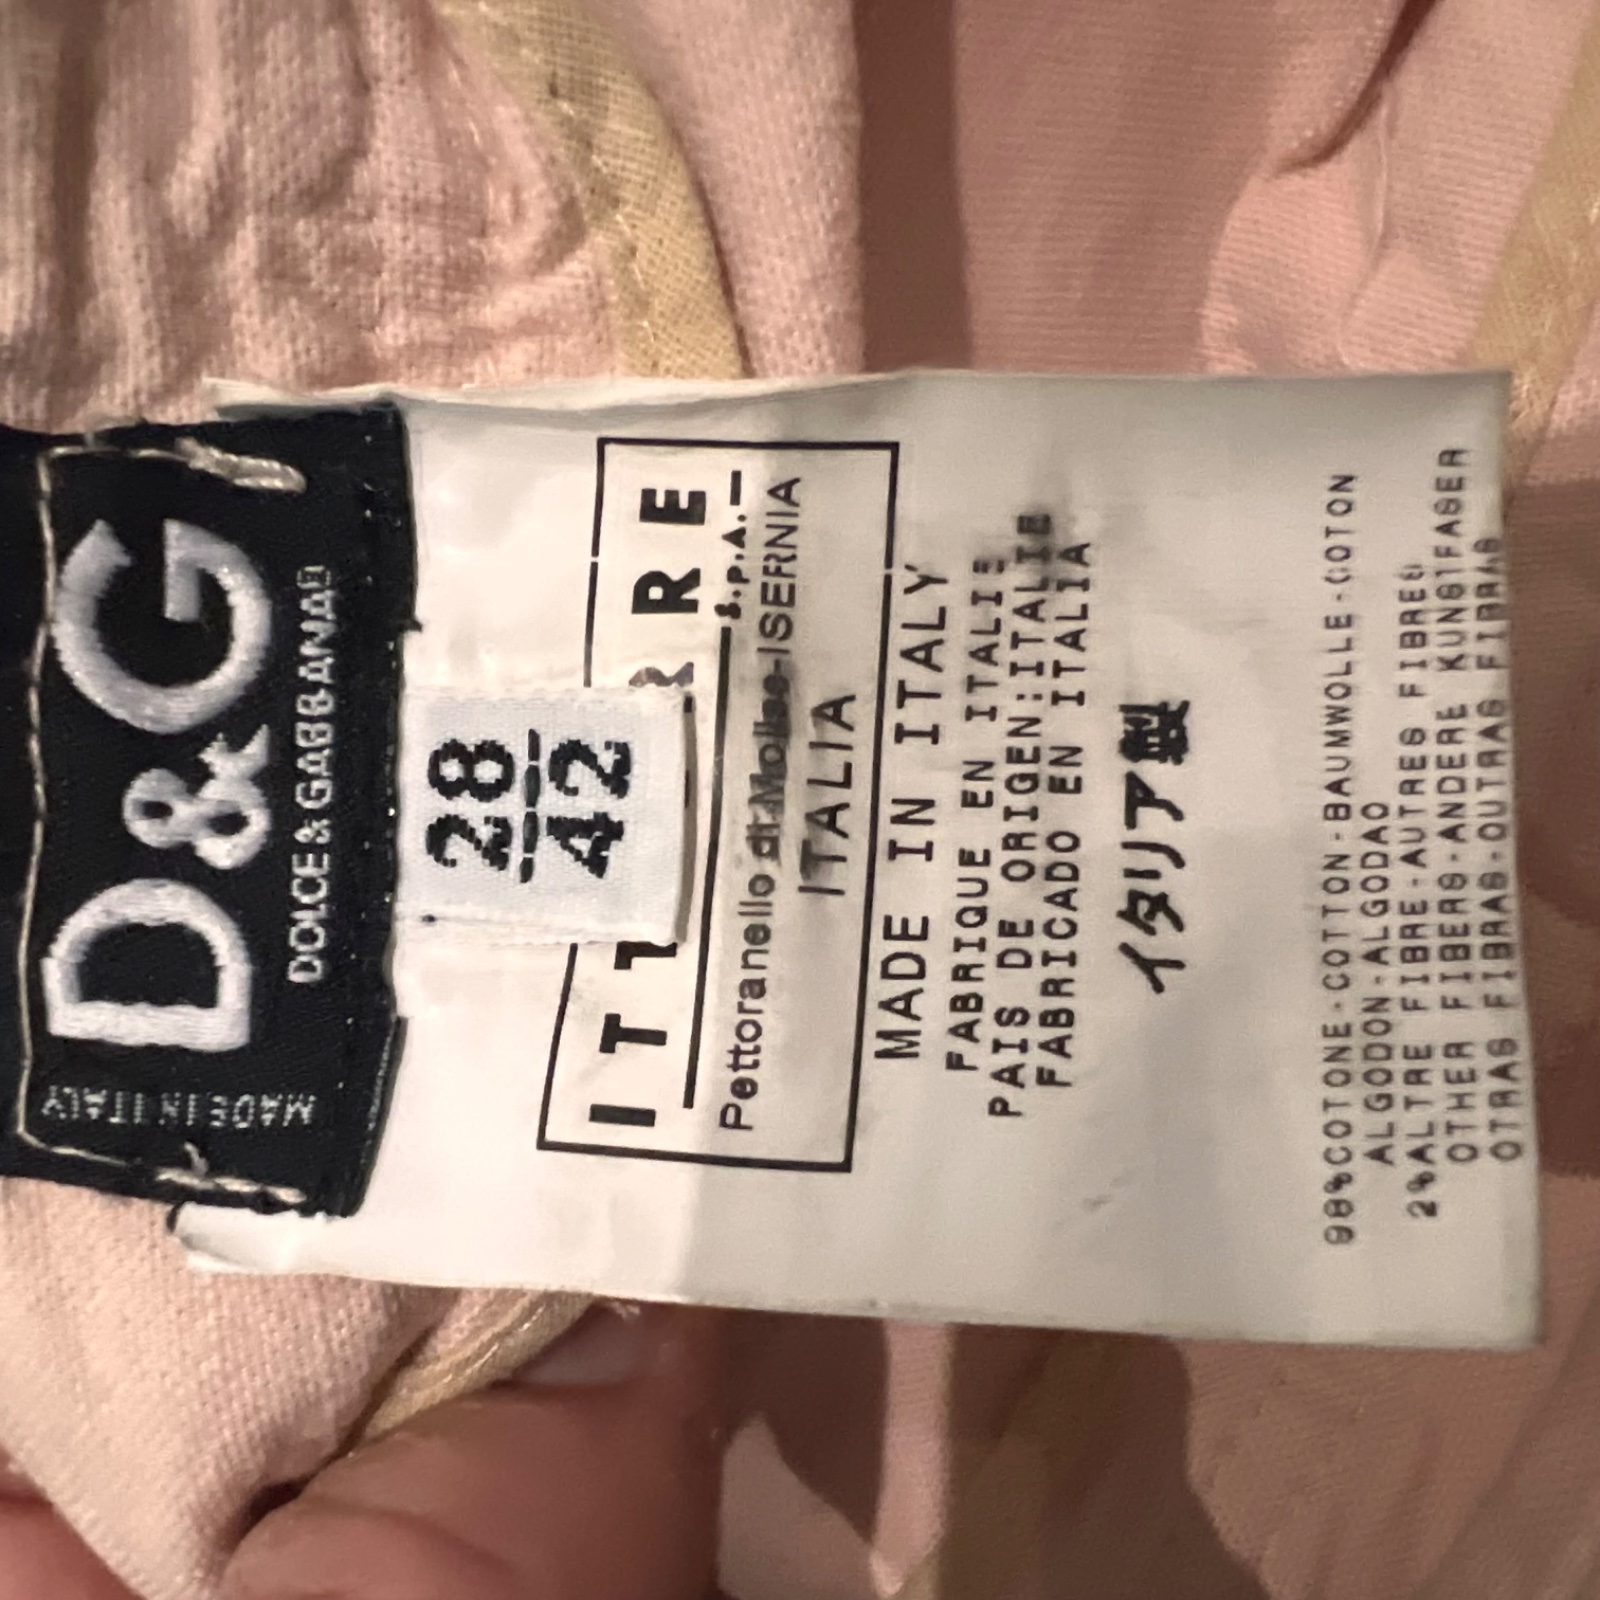 D&G
DOLCE & GABBANA
MADE IN ITALY
28
42
S.P.A.
Pettoranello di Molise-ISERNIA
ITALIA
MADE IN ITALY
FABRIQUE EN ITALIE
PAIS DE ORIGEN:ITALIE
FABRICADO EN ITALIA
イタリア製
98%COTONE-COTTON-BAUMWOLLE-COTON
ALGODON-ALGODAO
2%ALTRE FIBRE-AUTRES FIBRES
OTHER FIBERS-ANDERE KUNSTFASER
OTRAS FIBRAS-OUTRAS FIBRAS